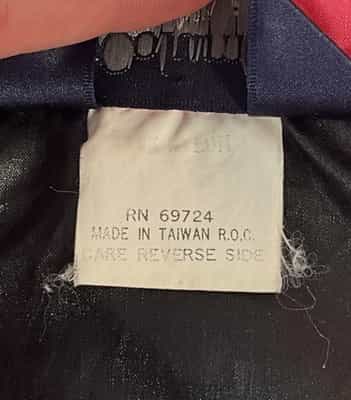 RN 69724
MADE IN TAIWAN R.O.C.
CARE REVERSE SIDE